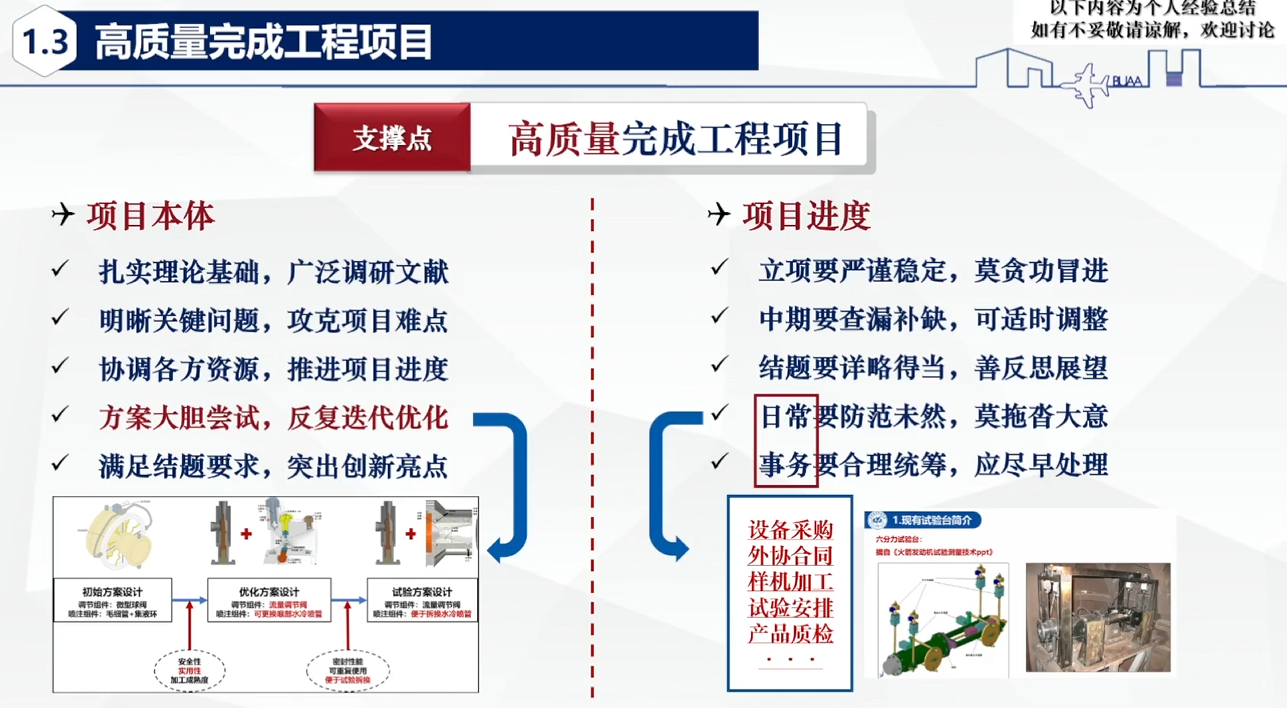 1.3 高质量完成工程项目
以下内容为个人经验总结
如有不妥敬请谅解，欢迎讨论
BUAA
支撑点
高质量完成工程项目
项目本体
扎实理论基础，广泛调研文献
明晰关键问题，攻克项目难点
协调各方资源，推进项目进度
方案大胆尝试，反复迭代优化
满足结题要求，突出创新亮点
初始方案设计
调节组件：微型球阀
喷注组件：毛细管+集液环
优化方案设计
调节组件：流量调节阀
喷注组件：可更换喉部水冷喷管
试验方案设计
调节组件：流量调节阀
喷注组件：便于拆换水冷喷管
安全性
实用性
加工成熟度
密封性能
可重复使用
便于试验拆换
项目进度
立项要严谨稳定，莫贪功冒进
中期要查漏补缺，可适时调整
结题要详略得当，善反思展望
日常要防范未然，莫拖沓大意
事务要合理统筹，应尽早处理
设备采购
外协合同
样机加工
试验安排
产品质检
· · ·
1.现有试验台简介
六分力试验台：
摘自《火箭发动机试验测量技术ppt》